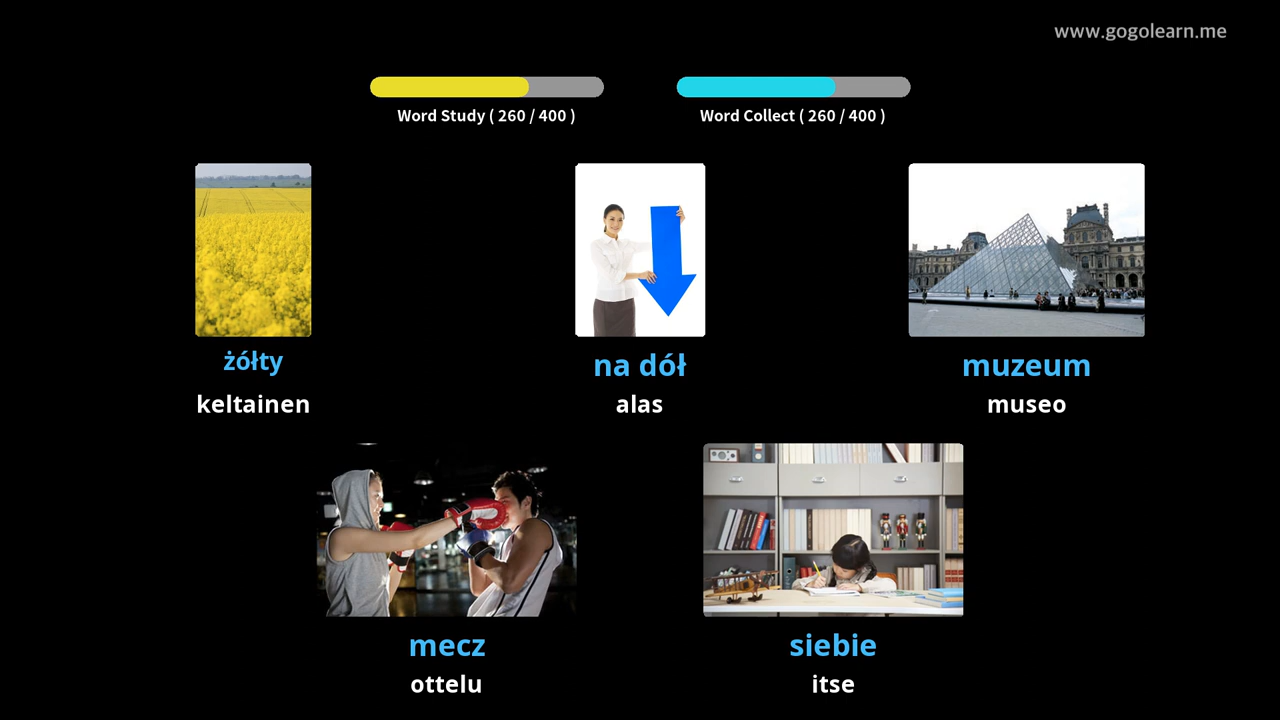 www.gogolearn.me
Word Study ( 260 / 400 )
Word Collect ( 260 / 400 )
żółty
keltainen
na dół
alas
muzeum
museo
mecz
ottelu
siebie
itse